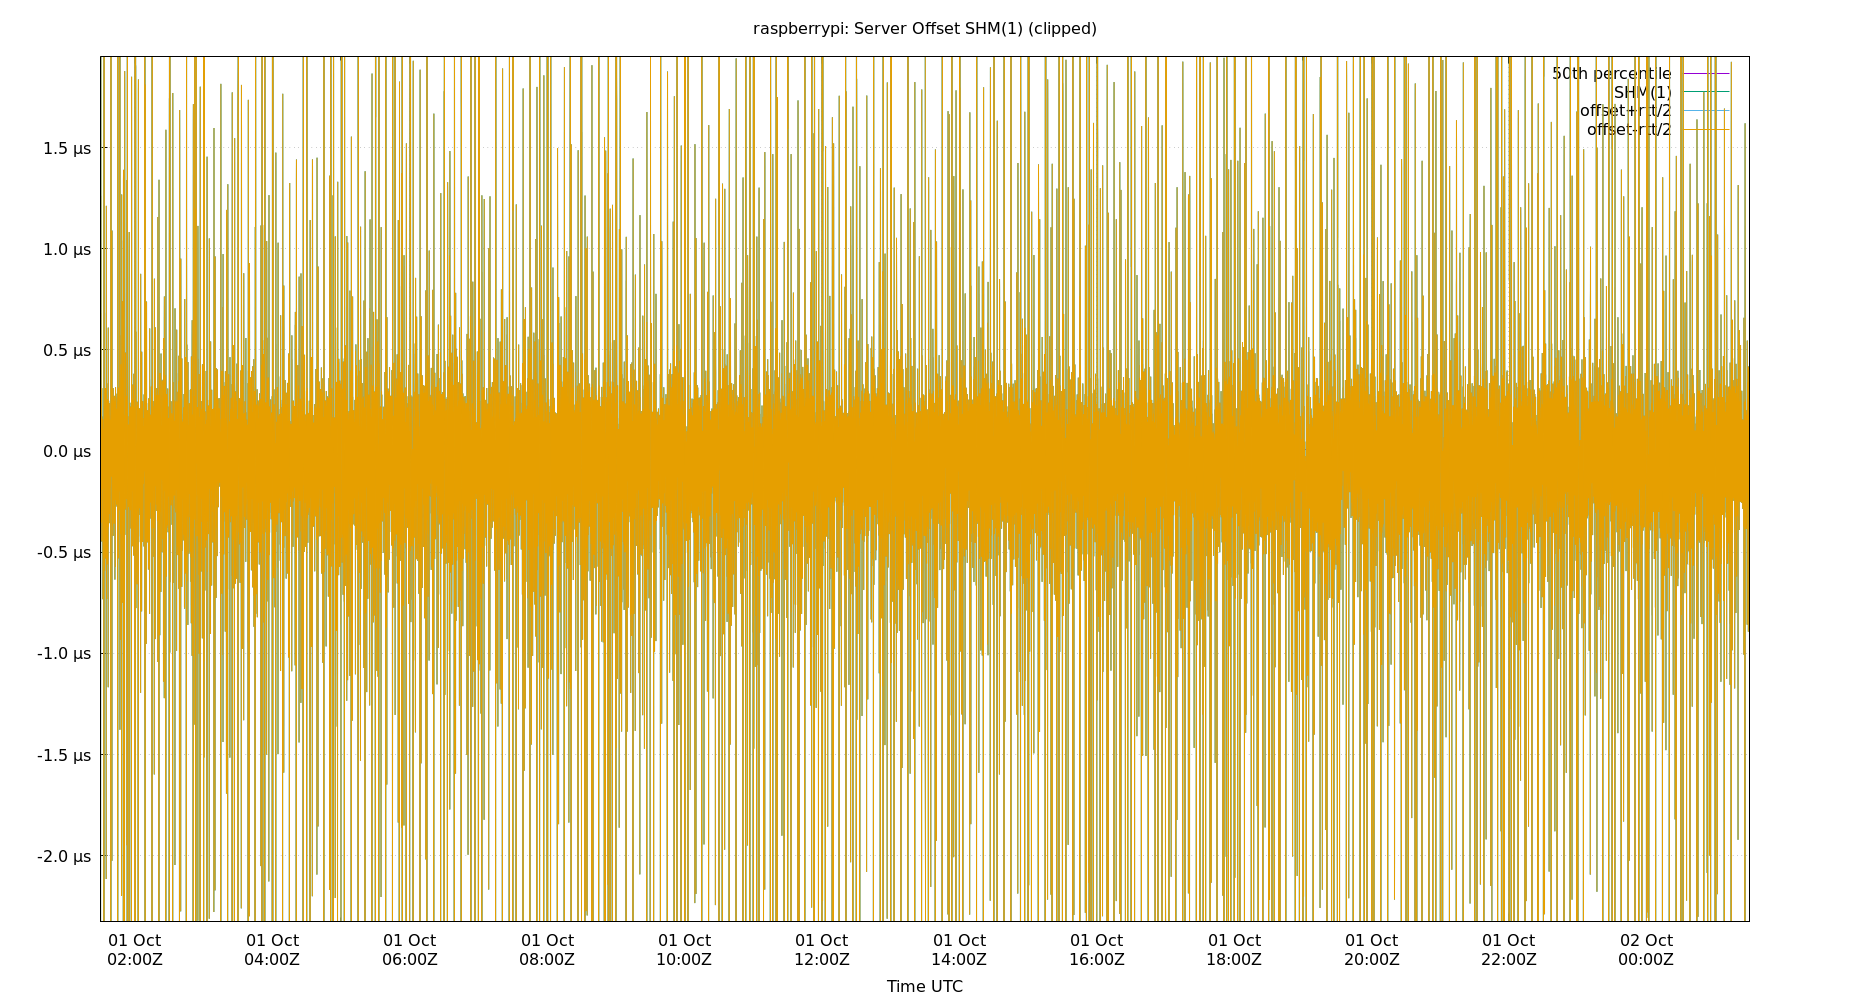 raspberrypi: Server Offset SHM(1) (clipped)
50th percentile
SHM(1)
offset+rtt/2
offset-rtt/2
1.5 µs
1.0 µs
0.5 µs
0.0 µs
-0.5 µs
-1.0 µs
-1.5 µs
-2.0 µs
01 Oct 01 Oct 01 Oct 01 Oct 01 Oct 01 Oct 01 Oct 01 Oct 01 Oct 01 Oct 01 Oct 02 Oct
02:00Z 04:00Z 06:00Z 08:00Z 10:00Z 12:00Z 14:00Z 16:00Z 18:00Z 20:00Z 22:00Z 00:00Z
Time UTC